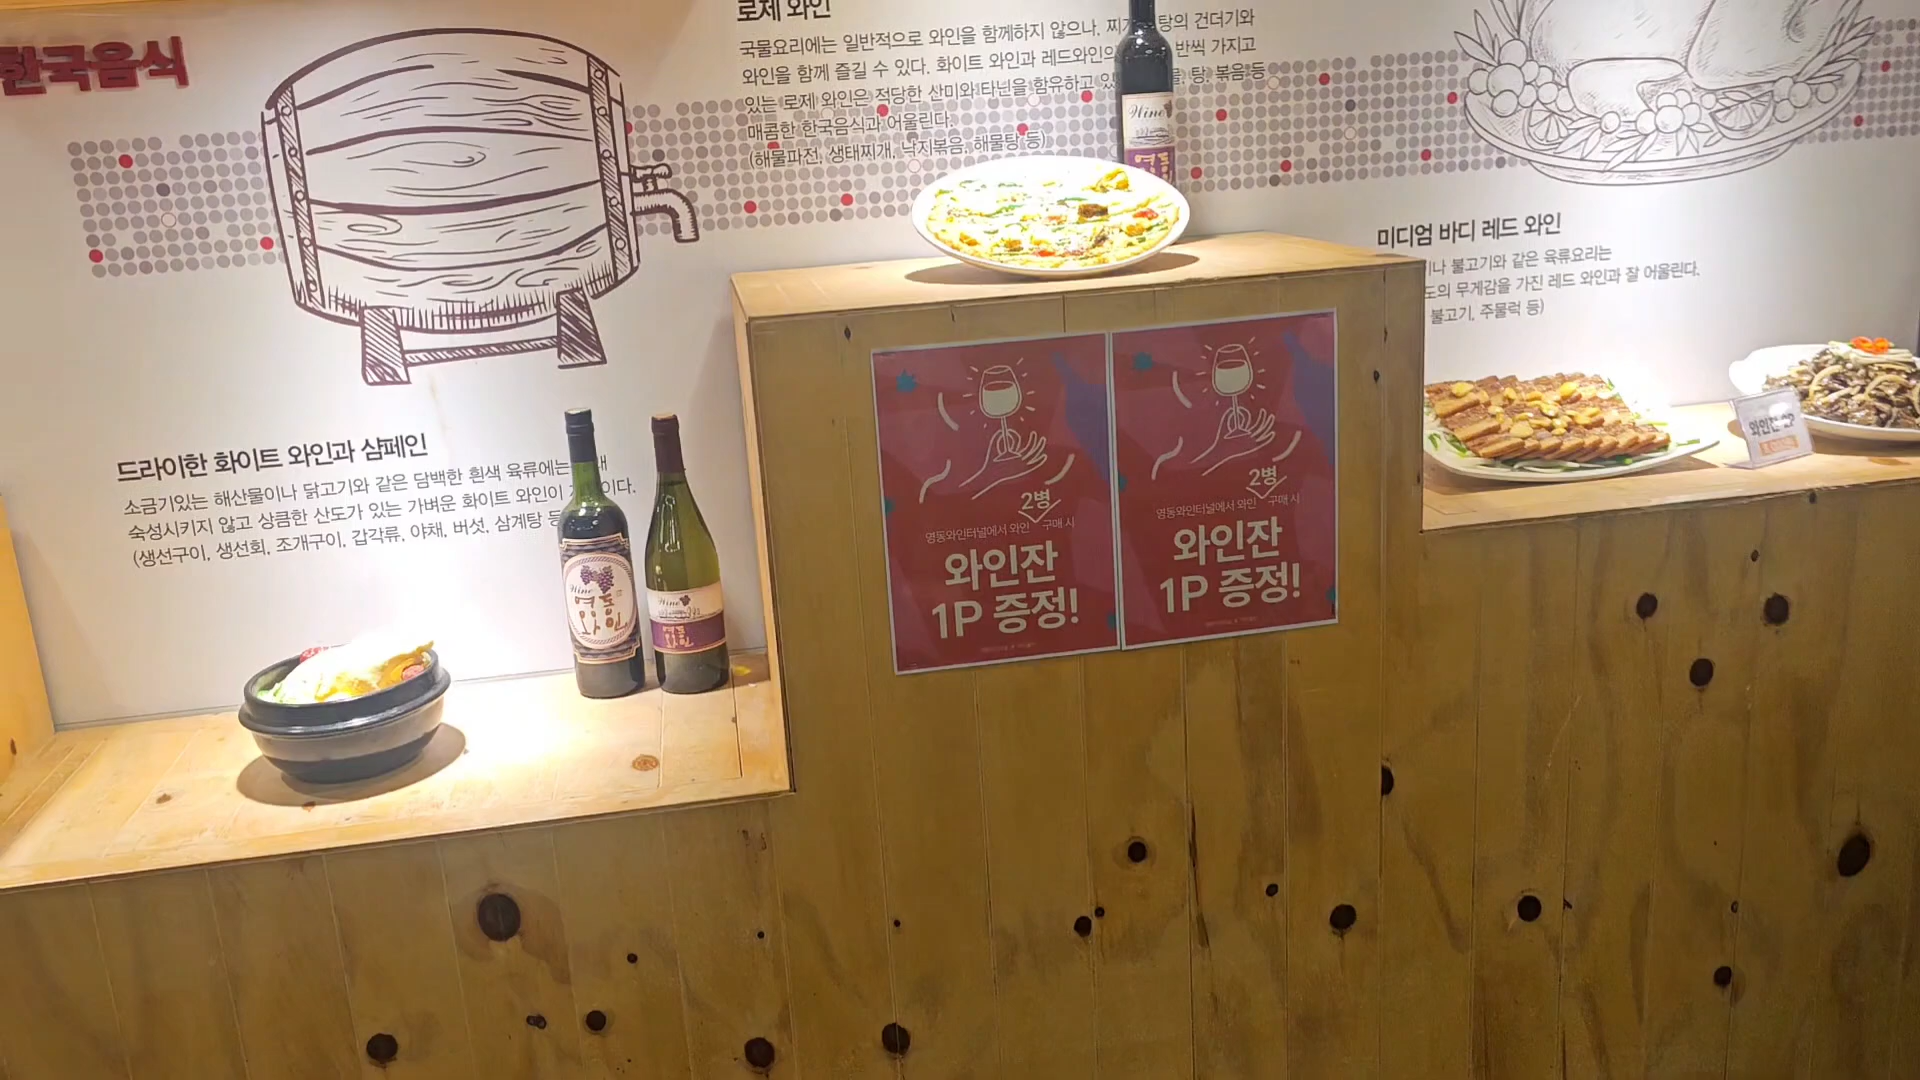 한국음식
로제 와인
국물요리에는 일반적으로 와인을 함께하지 않으나, 찌개 탕의 건더기와
와인을 함께 즐길 수 있다. 화이트 와인과 레드와인의 반씩 가지고
있는 로제 와인은 적당한 산미와 타닌을 함유하고 탕, 볶음 등
매콤한 한국음식과 어울린다.
(해물파전, 생태찌개, 낙지볶음, 해물탕 등)
Wine
영동
미디엄 바디 레드 와인
불고기와 같은 육류요리는
무게감을 가진 레드 와인과 잘 어울린다.
불고기, 주물럭 등)
드라이한 화이트 와인과 샴페인
소금기있는 해산물이나 닭고기와 같은 담백한 흰색 육류에는
숙성시키지 않고 상큼한 산도가 있는 가벼운 화이트 와인이
(생선구이, 생선회, 조개구이, 갑각류, 야채, 버섯, 삼계탕 등
Wine
영동
와인
Wine
영동
와인
2병
영동와인터널에서 와인 구매 시
와인잔
1P 증정!
2병
영동와인터널에서 와인 구매 시
와인잔
1P 증정!